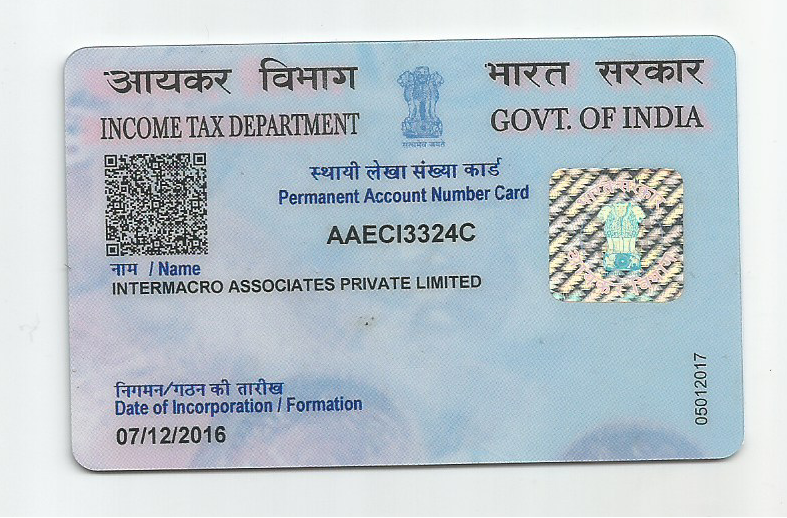 आयकर विभाग
भारत सरकार
INCOME TAX DEPARTMENT
GOVT. OF INDIA
सत्यमेव जयते
स्थायी लेखा संख्या कार्ड
Permanent Account Number Card
AAECI3324C
नाम / Name
INTERMACRO ASSOCIATES PRIVATE LIMITED
निगमन/गठन की तारीख
Date of Incorporation / Formation
07/12/2016
05012017